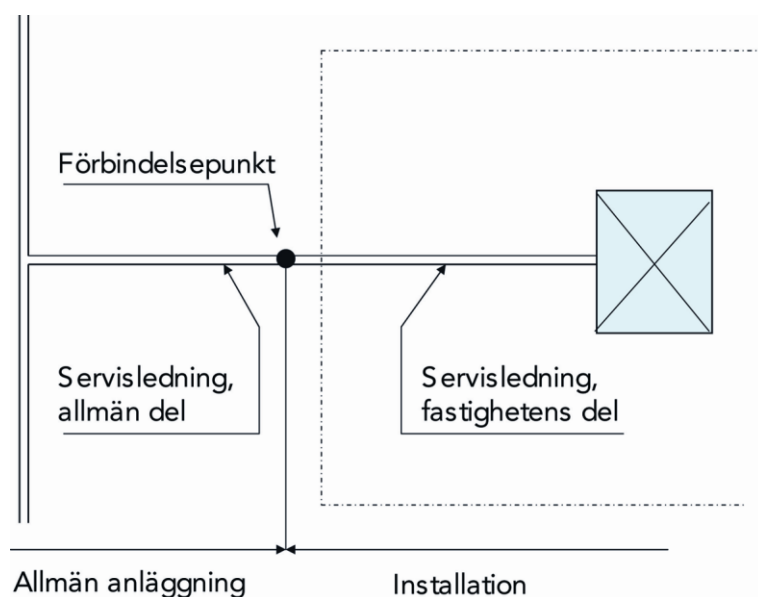 Förbindelsepunkt
Servisledning,
allmän del
Servisledning,
fastighetens del
Allmän anläggning
Installation